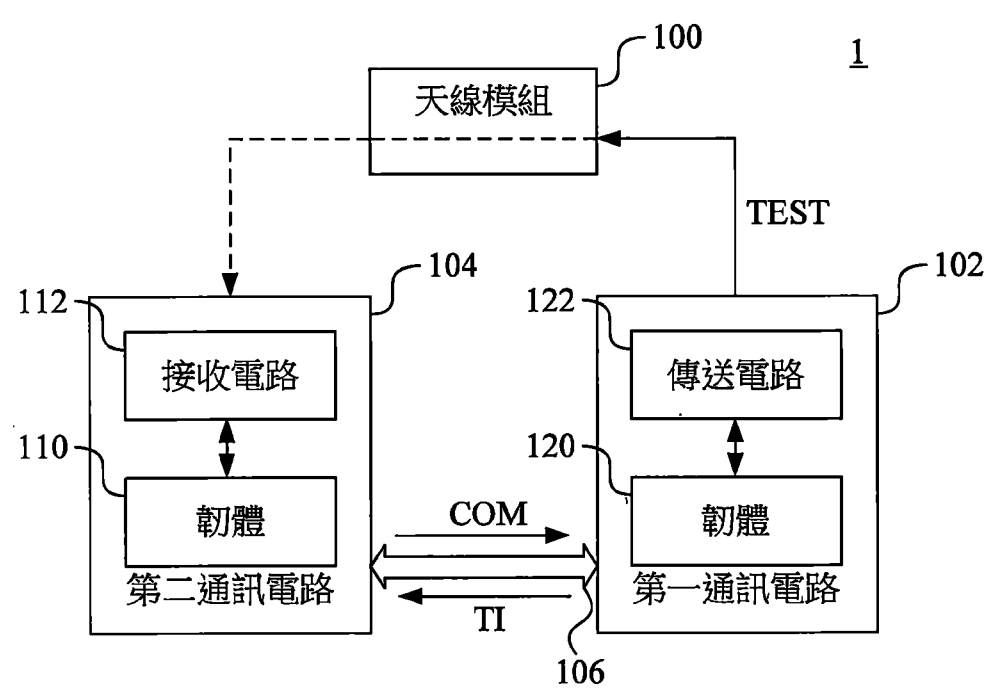 100
1
天線模組
TEST
104
102
112
122
接收電路
傳送電路
110
120
COM
韌體
韌體
第二通訊電路
第一通訊電路
TI
106